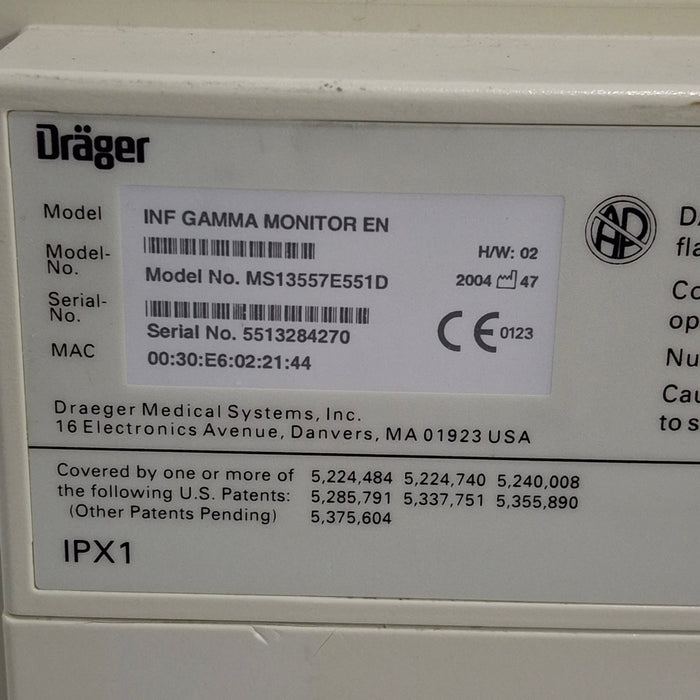 Dräger
Model INF GAMMA MONITOR EN
Model-No. H/W: 02
Model No. MS13557E551D 2004 47
Serial-No.
Serial No. 5513284270 CE 0123
MAC 00:30:E6:02:21:44
Draeger Medical Systems, Inc.
16 Electronics Avenue, Danvers, MA 01923 USA
Covered by one or more of 5,224,484 5,224,740 5,240,008
the following U.S. Patents: 5,285,791 5,337,751 5,355,890
(Other Patents Pending) 5,375,604
IPX1
to